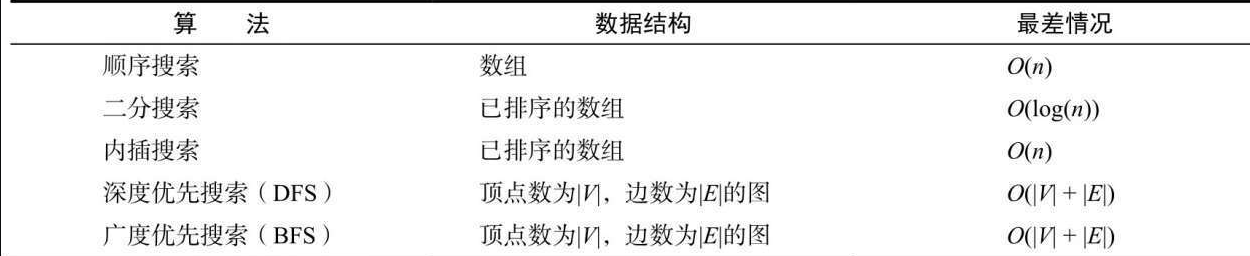 算 法 数据结构 最差情况
顺序搜索 数组 O(n)
二分搜索 已排序的数组 O(log(n))
内插搜索 已排序的数组 O(n)
深度优先搜索（DFS） 顶点数为|V|，边数为|E|的图 O(|V| + |E|)
广度优先搜索（BFS） 顶点数为|V|，边数为|E|的图 O(|V| + |E|)